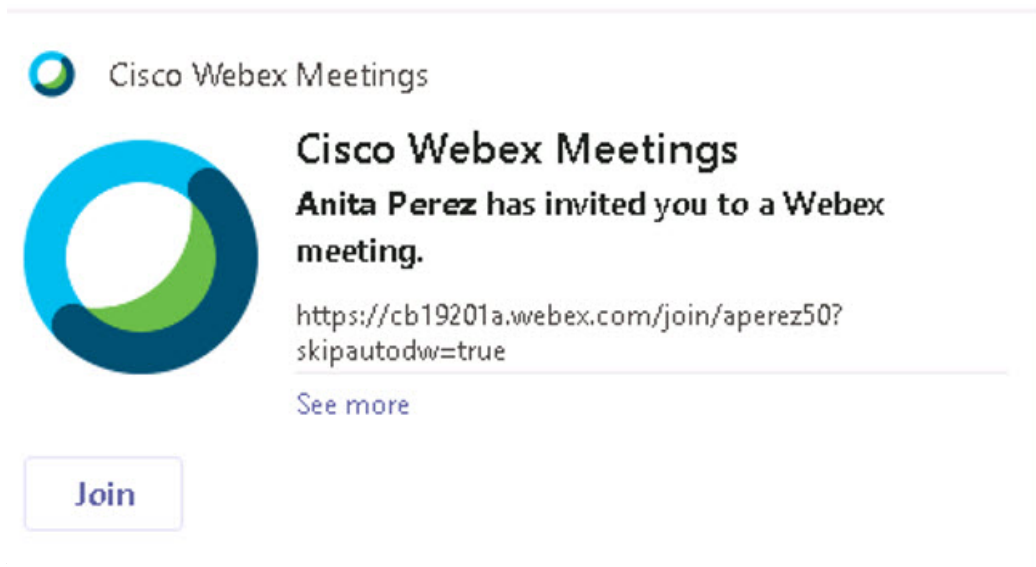 Cisco Webex Meetings
Cisco Webex Meetings
Anita Perez has invited you to a Webex
meeting.
https://cb19201a.webex.com/join/aperez50?
skipautodw=true
See more
Join